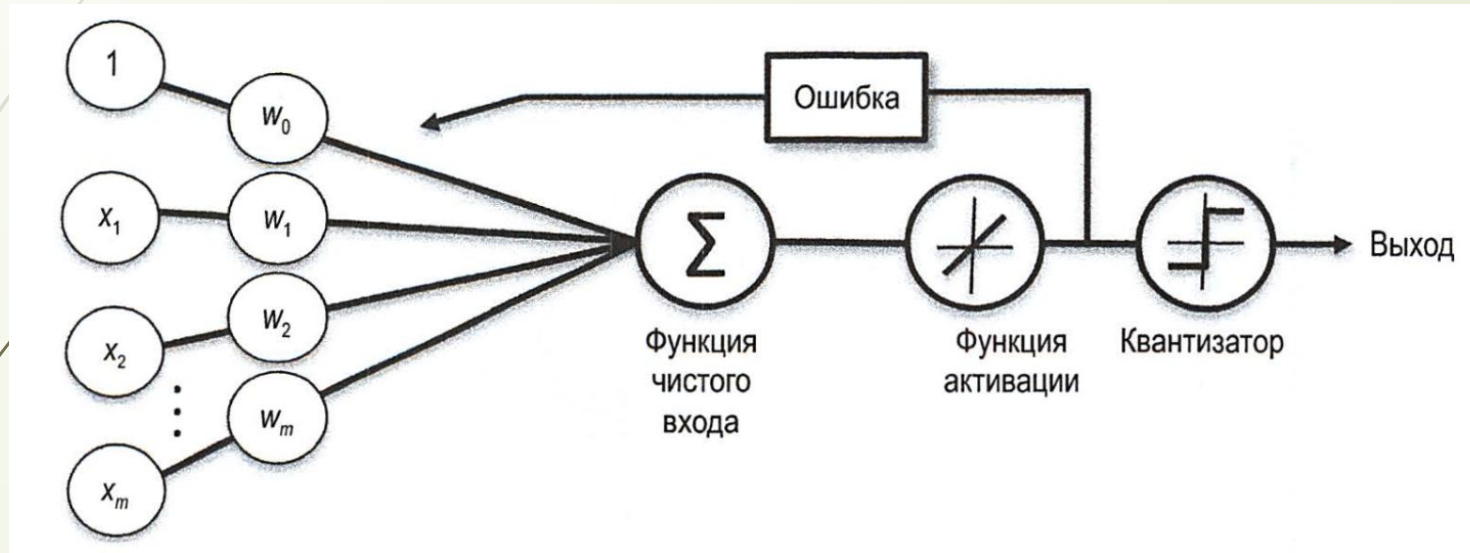 1
w0
Ошибка
x1
w1
Σ
Выход
x2
w2
Функция
чистого
входа
Функция
активации
Квантизатор
wm
xm